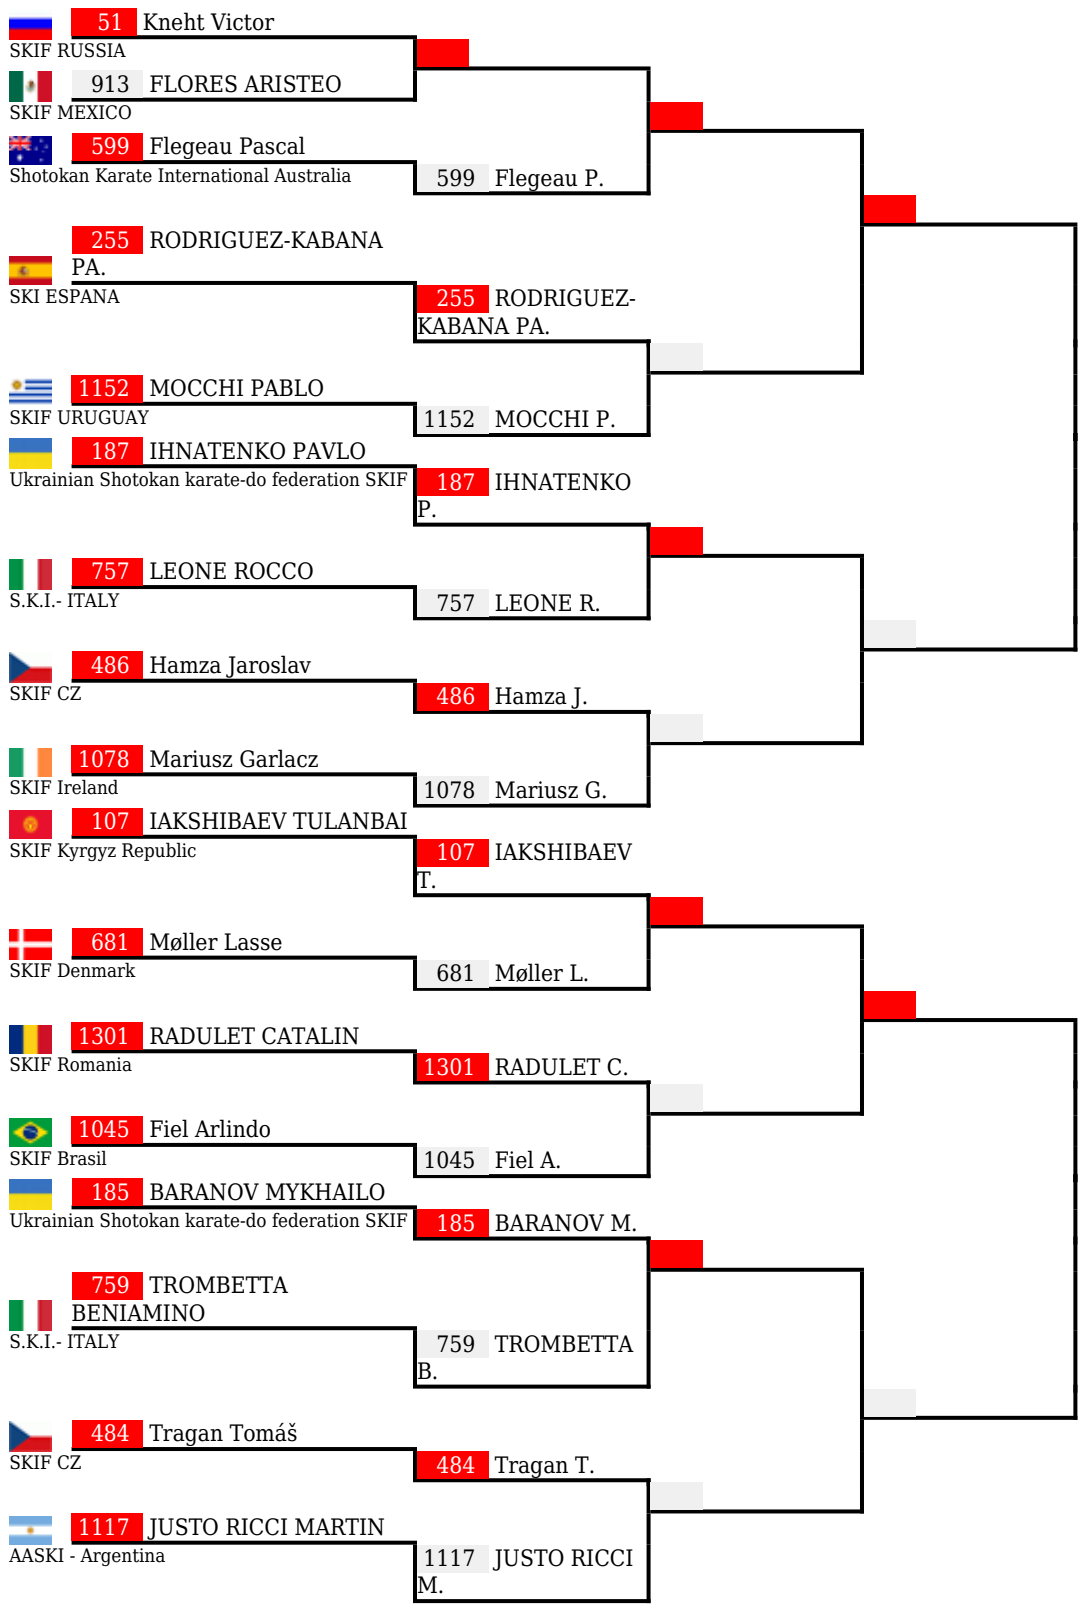 51 Kneht Victor
SKIF RUSSIA
913 FLORES ARISTEO
SKIF MEXICO
599 Flegeau Pascal
Shotokan Karate International Australia
599 Flegeau P.
255 RODRIGUEZ-KABANA
PA.
SKI ESPANA
255 RODRIGUEZ-
KABANA PA.
1152 MOCCHI PABLO
SKIF URUGUAY
1152 MOCCHI P.
187 IHNATENKO PAVLO
Ukrainian Shotokan karate-do federation SKIF
187 IHNATENKO
P.
757 LEONE ROCCO
S.K.I.- ITALY
757 LEONE R.
486 Hamza Jaroslav
SKIF CZ
486 Hamza J.
1078 Mariusz Garlacz
SKIF Ireland
1078 Mariusz G.
107 IAKSHIBAEV TULANBAI
SKIF Kyrgyz Republic
107 IAKSHIBAEV
T.
681 Møller Lasse
SKIF Denmark
681 Møller L.
1301 RADULET CATALIN
SKIF Romania
1301 RADULET C.
1045 Fiel Arlindo
SKIF Brasil
1045 Fiel A.
185 BARANOV MYKHAILO
Ukrainian Shotokan karate-do federation SKIF
185 BARANOV M.
759 TROMBETTA
BENIAMINO
S.K.I.- ITALY
759 TROMBETTA
B.
484 Tragan Tomáš
SKIF CZ
484 Tragan T.
1117 JUSTO RICCI MARTIN
AASKI - Argentina
1117 JUSTO RICCI
M.